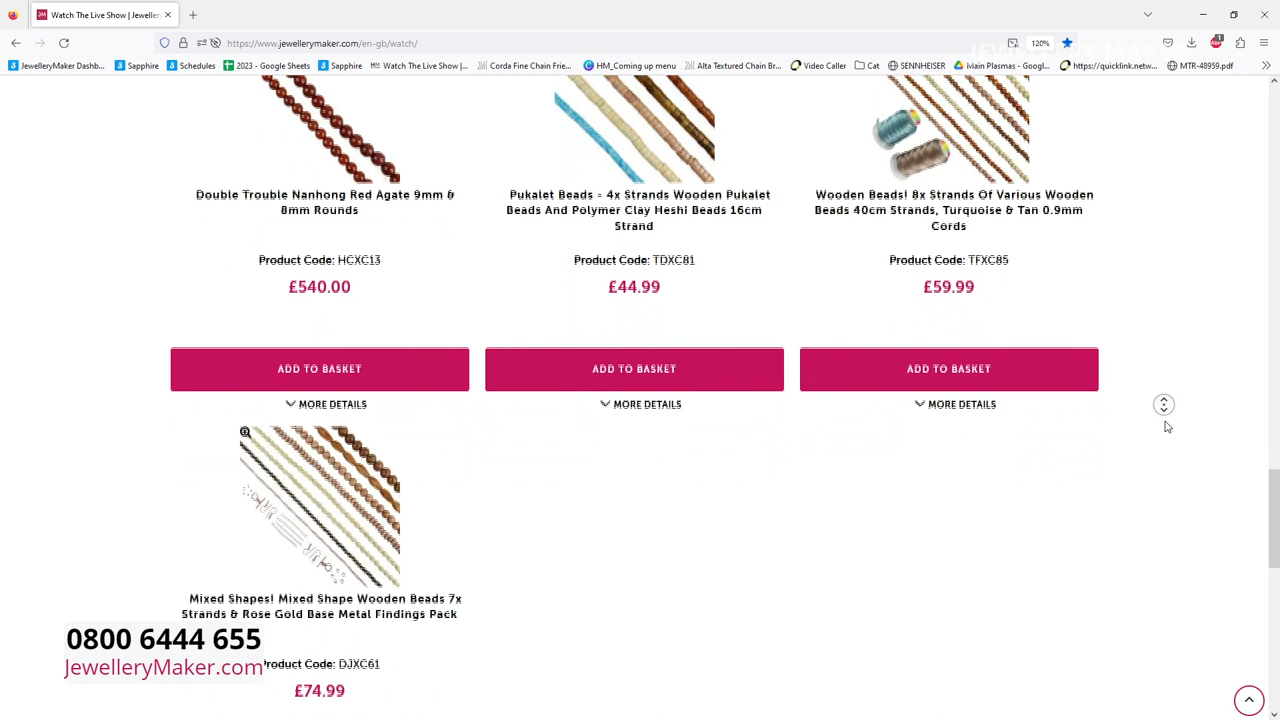 Watch The Live Show | Jeweller
https://www.jewellerymaker.com/en-gb/watch/
120%
JewelleryMaker Dashb...
Sapphire
Schedules
2023 - Google Sheets
Sapphire
Watch The Live Show |...
Corda Fine Chain Frien...
HM_Coming up menu
Alta Textured Chain Br...
Video Caller
Cat
SENNHEISER
Main Plasmas - Googl...
https://quicklink.netw...
MTR-48959.pdf
Double Trouble Nanhong Red Agate 9mm &
8mm Rounds
Product Code: HCXC13
£540.00
ADD TO BASKET
MORE DETAILS
Pukalet Beads = 4x Strands Wooden Pukalet
Beads And Polymer Clay Heshi Beads 16cm
Strand
Product Code: TDXC81
£44.99
ADD TO BASKET
MORE DETAILS
Wooden Beads! 8x Strands Of Various Wooden
Beads 40cm Strands, Turquoise & Tan 0.9mm
Cords
Product Code: TFXC85
£59.99
ADD TO BASKET
MORE DETAILS
Mixed Shapes! Mixed Shape Wooden Beads 7x
Strands & Rose Gold Base Metal Findings Pack
Product Code: DJXC61
£74.99
0800 6444 655
JewelleryMaker.com